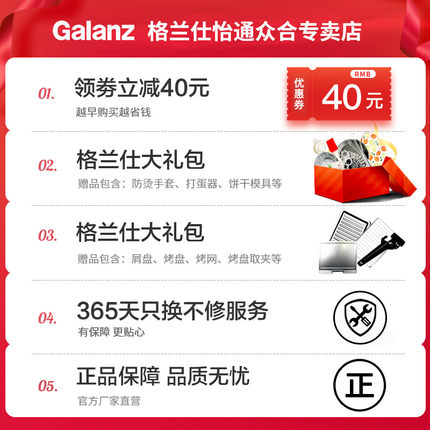 Galanz 格兰仕怡通众合专卖店
01.
领劵立减40元
越早购买越省钱
优惠券
RMB
40元
02.
格兰仕大礼包
赠品包含：防烫手套、打蛋器、饼干模具等
03.
格兰仕大礼包
赠品包含：屑盘、烤盘、烤网、烤盘取夹等
04.
365天只换不修服务
有保障 更贴心
05.
正品保障 品质无忧
官方厂家直营
正